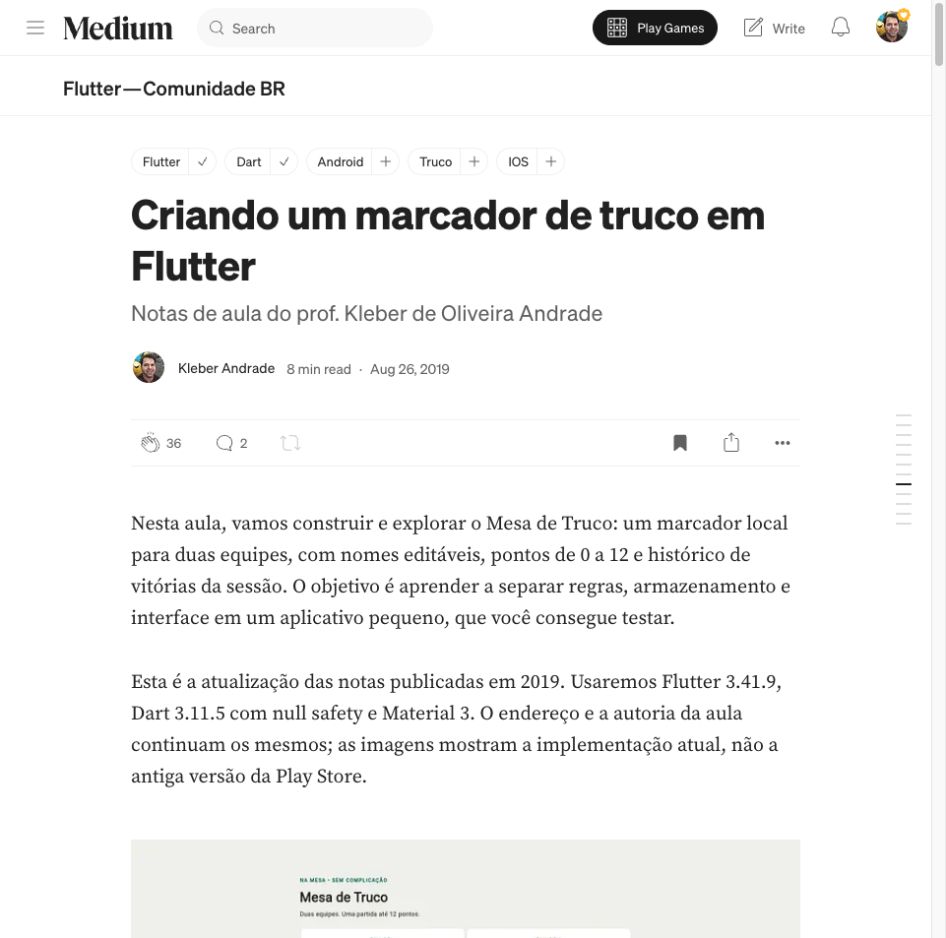 Medium
Search
Play Games
Write
Flutter — Comunidade BR
Flutter
Dart
Android
Truco
IOS
Criando um marcador de truco em
Flutter
Notas de aula do prof. Kleber de Oliveira Andrade
Kleber Andrade 8 min read · Aug 26, 2019
36
2
Nesta aula, vamos construir e explorar o Mesa de Truco: um marcador local
para duas equipes, com nomes editáveis, pontos de 0 a 12 e histórico de
vitórias da sessão. O objetivo é aprender a separar regras, armazenamento e
interface em um aplicativo pequeno, que você consegue testar.
Esta é a atualização das notas publicadas em 2019. Usaremos Flutter 3.41.9,
Dart 3.11.5 com null safety e Material 3. O endereço e a autoria da aula
continuam os mesmos; as imagens mostram a implementação atual, não a
antiga versão da Play Store.
NA MESA • SEM COMPLICAÇÃO
Mesa de Truco
Duas equipes. Uma partida até 12 pontos.